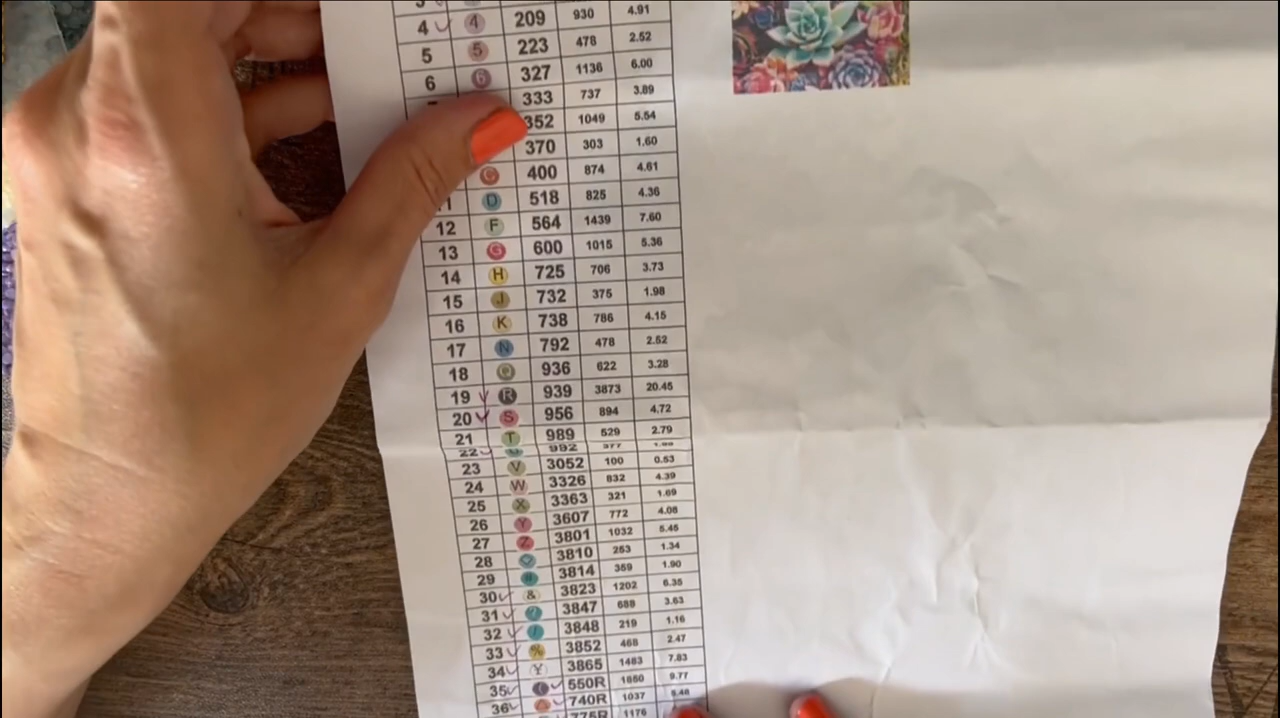 4 4 209 930 4.91
5 5 223 478 2.52
6 6 327 1136 6.00
333 737 3.89
352 1049 5.54
370 303 1.60
C 400 874 4.61
11 D 518 825 4.36
12 F 564 1439 7.60
13 G 600 1015 5.36
14 H 725 706 3.73
15 J 732 375 1.98
16 K 738 786 4.15
17 N 792 478 2.52
18 936 622 3.28
19 R 939 3873 20.45
20 S 956 894 4.72
21 T 989 529 2.79
22 992 377
23 V 3052 100 0.53
24 W 3326 832 4.39
25 X 3363 321 1.69
26 Y 3607 772 4.08
27 Z 3801 1032 5.45
28 3810 253 1.34
29 # 3814 359 1.90
30 & 3823 1202 6.35
31 ? 3847 688 3.63
32 / 3848 219 1.16
33 % 3852 468 2.47
34 Y 3865 1483 7.83
35 ( 550R 1850 9.77
36 740R 1037 5.48
775R 1176